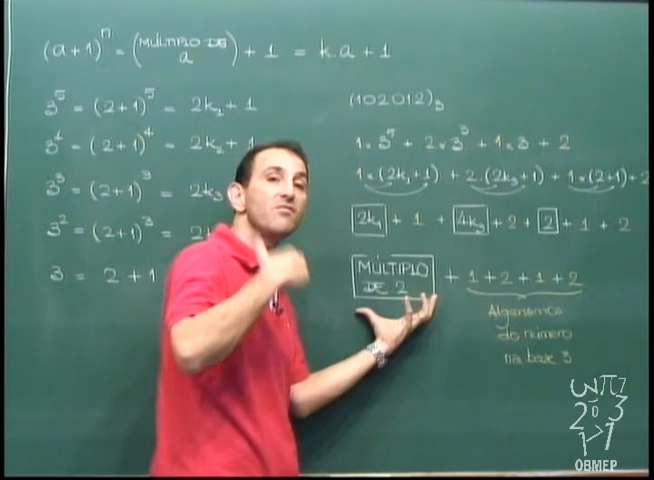 (a+1)ⁿ = (MÚLTIPLO DE a) + 1 = k.a + 1
3⁵ = (2+1)⁵ = 2k₁ + 1
3⁴ = (2+1)⁴ = 2k₂ + 1
3³ = (2+1)³ = 2k₃
3² = (2+1)³ = 2
3 = 2 + 1
(102012)₃
1×3⁵ + 2×3³ + 1×3 + 2
1×(2k₁+1) + 2.(2k₃+1) + 1×(2+1) + 2
2k₁ + 1 + 4k₃ + 2 + 2 + 1 + 2
MÚLTIPLO DE 2 + 1 + 2 + 1 + 2
Algarismos
do número
na base 3
OBMEP